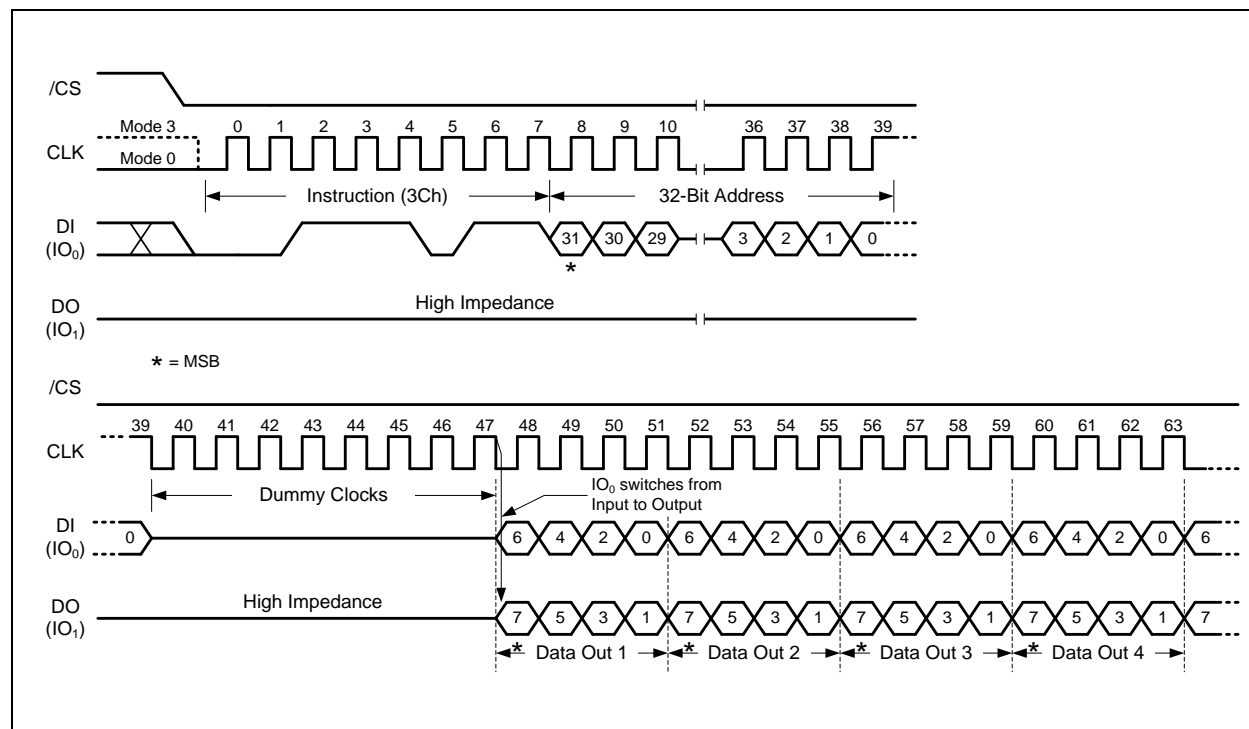 /CS
Mode 3
0 1 2 3 4 5 6 7 8 9 10 36 37 38 39
CLK
Mode 0
Instruction (3Ch)
32-Bit Address
DI
(IO0)
31 30 29 3 2 1 0
*
High Impedance
DO
(IO1)
* = MSB
/CS
39 40 41 42 43 44 45 46 47 48 49 50 51 52 53 54 55 56 57 58 59 60 61 62 63
CLK
Dummy Clocks
IO0 switches from
Input to Output
DI
(IO0)
0 6 4 2 0 6 4 2 0 6 4 2 0 6 4 2 0 6
High Impedance
DO
(IO1)
7 5 3 1 7 5 3 1 7 5 3 1 7 5 3 1 7
* Data Out 1 * Data Out 2 * Data Out 3 * Data Out 4